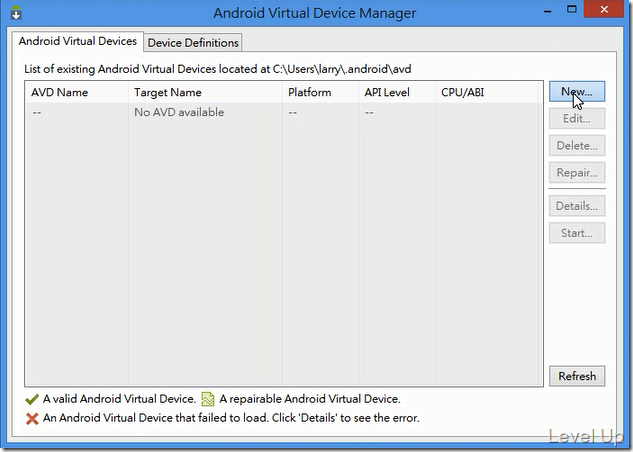 Android Virtual Device Manager
Android Virtual Devices
Device Definitions
List of existing Android Virtual Devices located at C:\Users\larry\.android\avd
AVD Name Target Name Platform API Level CPU/ABI
-- No AVD available -- --
New...
Edit...
Delete...
Repair...
Details...
Start...
Refresh
A valid Android Virtual Device. A repairable Android Virtual Device.
An Android Virtual Device that failed to load. Click 'Details' to see the error.
Level Up